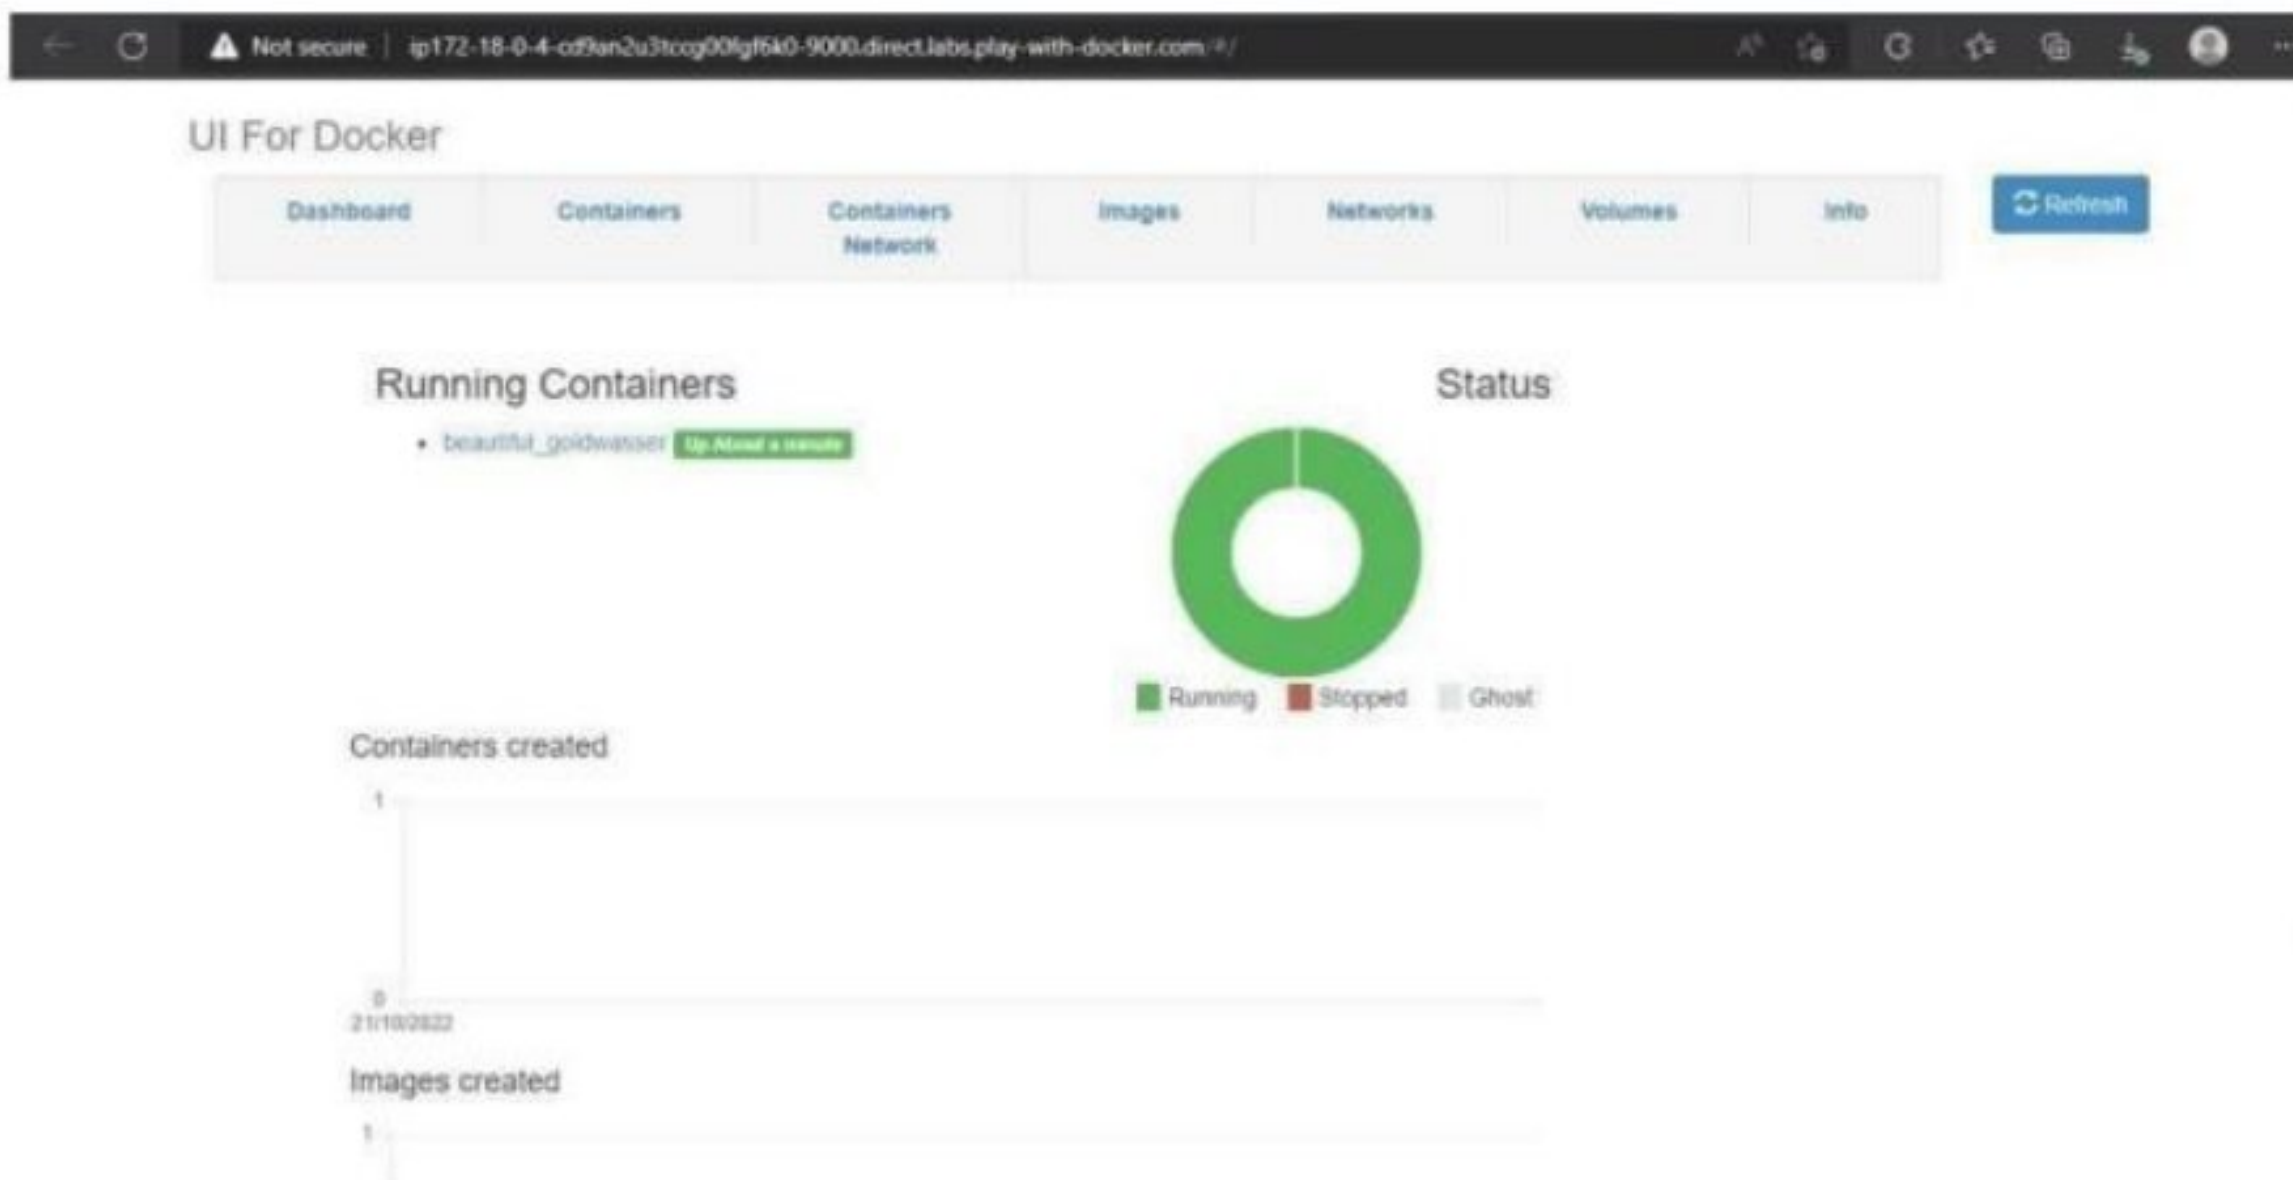 Not secure
UI For Docker
Dashboard
Containers
Containers
Network
Images
Networks
Volumes
Info
Refresh
Running Containers
beautiful_goldwasser Up About a minute
Status
Running
Stopped
Ghost
Containers created
1
0
21/10/2022
Images created
1